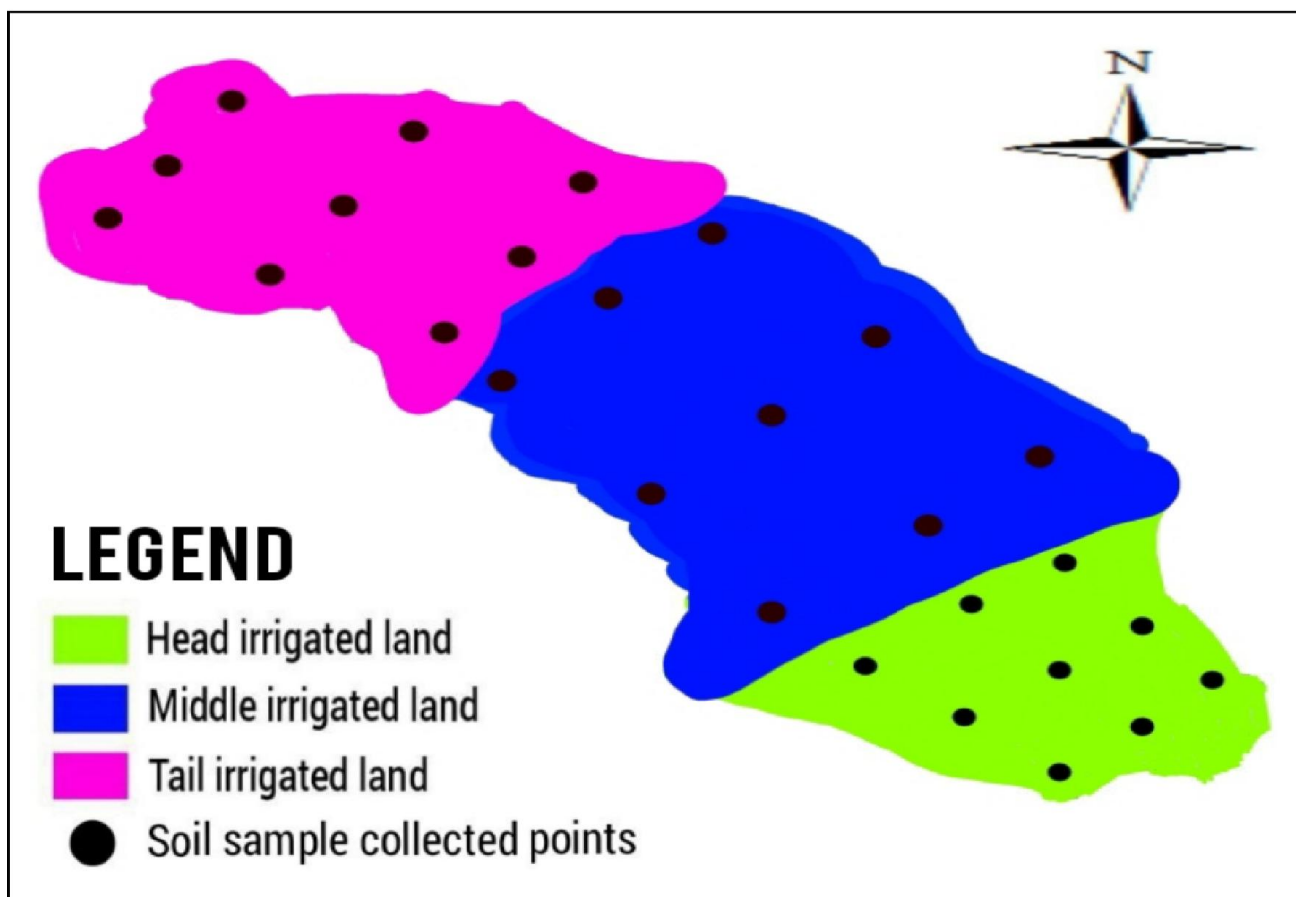 N
LEGEND
Head irrigated land
Middle irrigated land
Tail irrigated land
Soil sample collected points